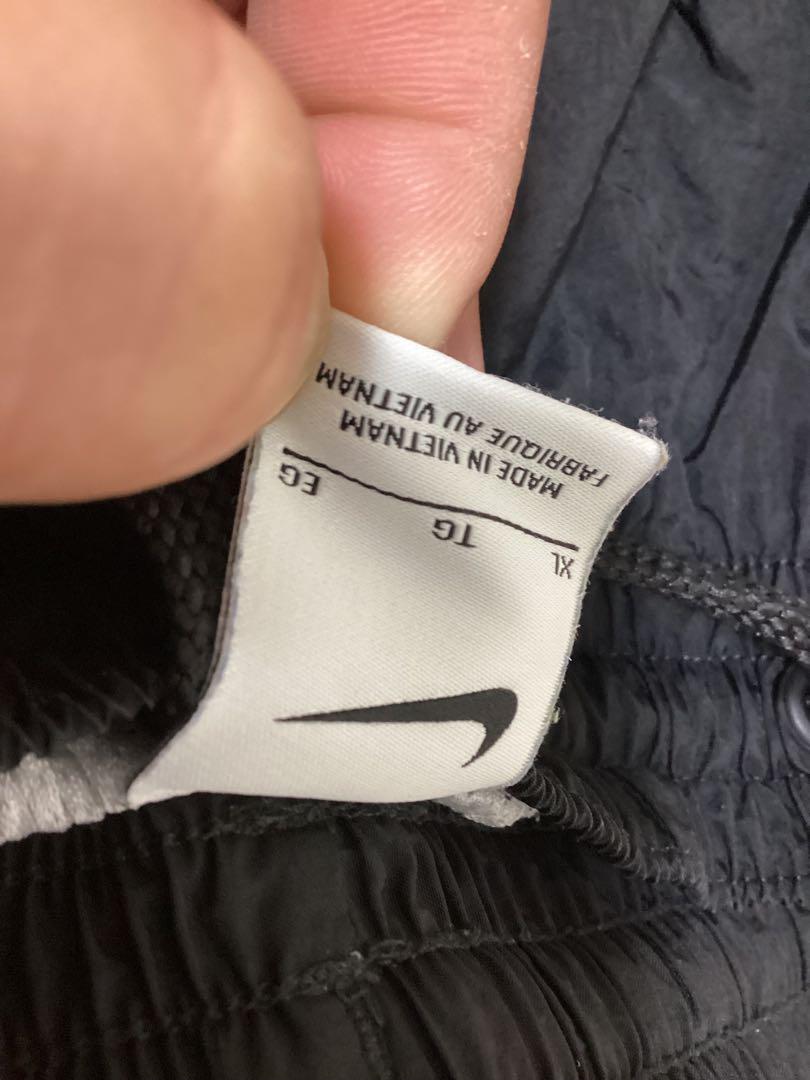 XL TG EG
MADE IN VIETNAM
FABRIQUE AU VIETNAM